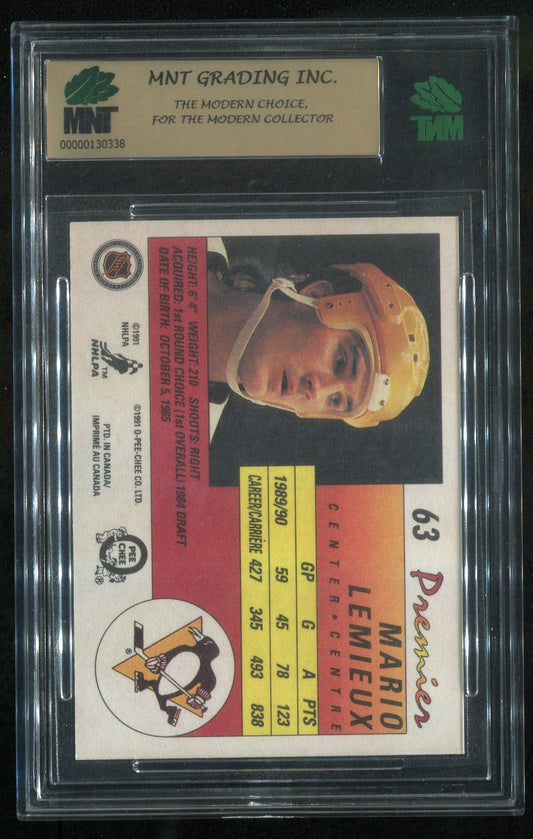 MNT
00000130338
MNT GRADING INC.
THE MODERN CHOICE,
FOR THE MODERN COLLECTOR
MNT
63 Premier
MARIO
LEMIEUX
CENTER • CENTRE
GP G A PTS
1989/90 59 45 78 123
CAREER/CARRIÈRE 427 345 493 838
HEIGHT: 6' 4" WEIGHT: 210 SHOOTS: RIGHT
ACQUIRED: 1st ROUND CHOICE (1st OVERALL) 1984 DRAFT
DATE OF BIRTH: OCTOBER 5, 1965
NHL
©1991
NHLPA
™
NHLPA
©1991 O-PEE-CHEE CO. LTD.
PTD. IN CANADA/
IMPRIMÉ AU CANADA
O
PEE
CHEE
®
®